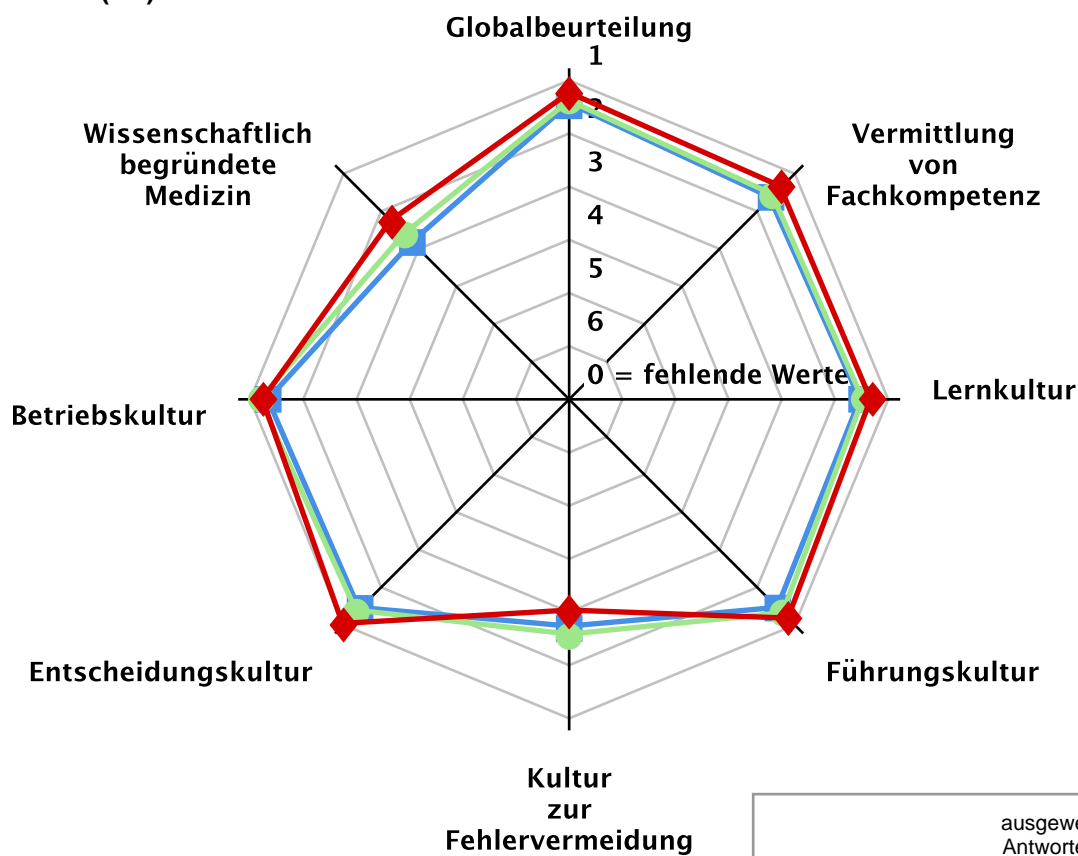 Globalbeurteilung
1
2
3
4
5
6
0 = fehlende Werte
Vermittlung
von
Fachkompetenz
Lernkultur
Führungskultur
Kultur
zur
Fehlervermeidung
Entscheidungskultur
Betriebskultur
Wissenschaftlich
begründete
Medizin